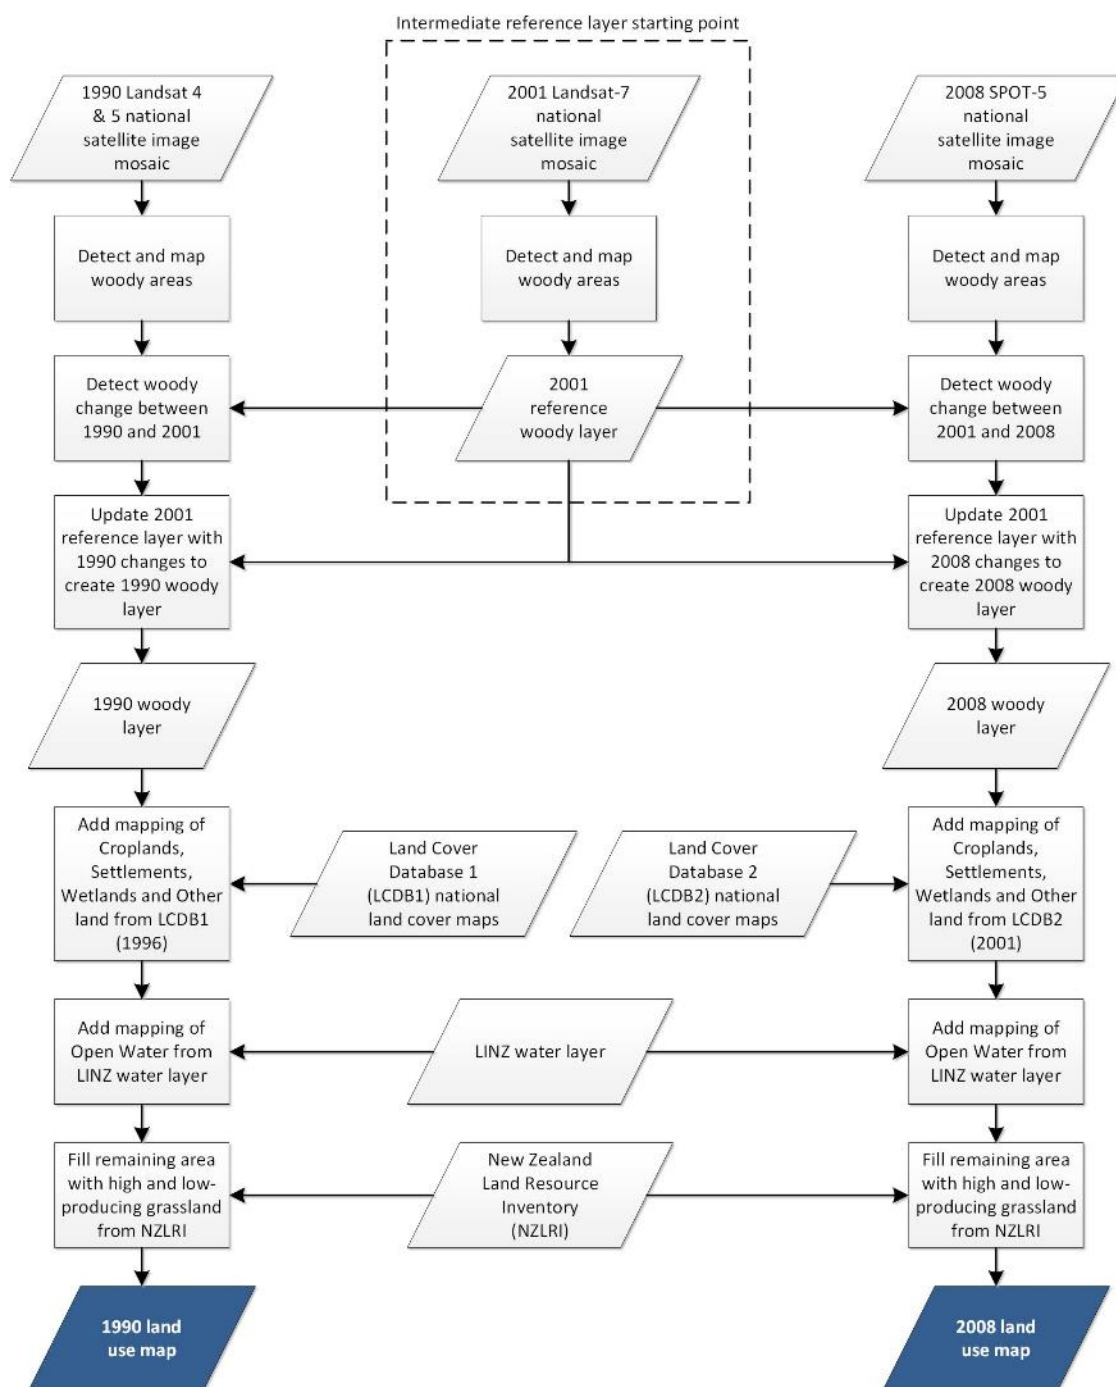 Intermediate reference layer starting point
1990 Landsat 4
& 5 national
satellite image
mosaic
2001 Landsat-7
national
satellite image
mosaic
2008 SPOT-5
national
satellite image
mosaic
Detect and map
woody areas
Detect and map
woody areas
Detect and map
woody areas
Detect woody
change between
1990 and 2001
2001
reference
woody layer
Detect woody
change between
2001 and 2008
Update 2001
reference layer with
1990 changes to
create 1990 woody
layer
Update 2001
reference layer with
2008 changes to
create 2008 woody
layer
1990 woody
layer
2008 woody
layer
Add mapping of
Croplands,
Settlements,
Wetlands and Other
land from LCDB1
(1996)
Land Cover
Database 1
(LCDB1) national
land cover maps
Land Cover
Database 2
(LCDB2) national
land cover maps
Add mapping of
Croplands,
Settlements,
Wetlands and Other
land from LCDB2
(2001)
Add mapping of
Open Water from
LINZ water layer
LINZ water layer
Add mapping of
Open Water from
LINZ water layer
Fill remaining area
with high and low-
producing grassland
from NZLRI
New Zealand
Land Resource
Inventory
(NZLRI)
Fill remaining area
with high and low-
producing grassland
from NZLRI
1990 land
use map
2008 land
use map